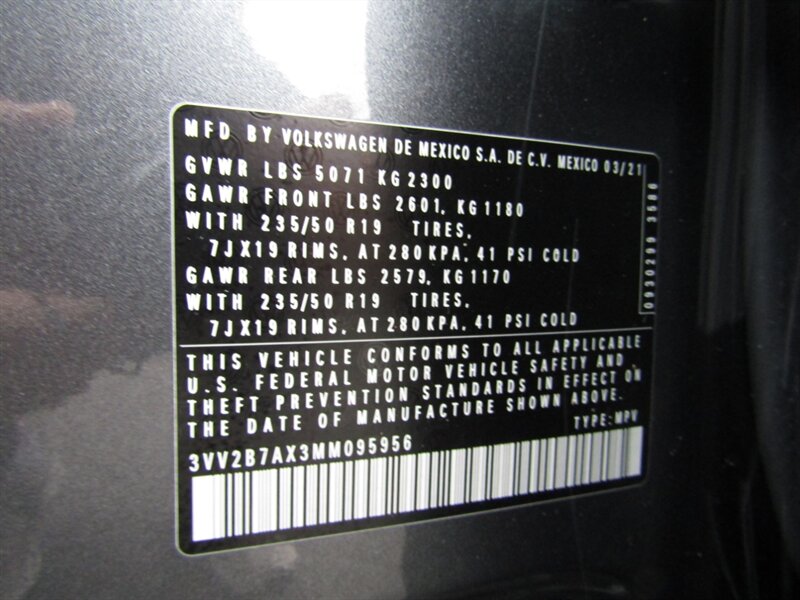 MFD BY VOLKSWAGEN DE MEXICO S.A. DE C.V. MEXICO 03/21
GVWR LBS 5071 KG 2300
GAWR FRONT LBS 2601, KG 1180
WITH 235/50 R19 TIRES,
7JX19 RIMS, AT 280 KPA, 41 PSI COLD
GAWR REAR LBS 2579, KG 1170
WITH 235/50 R19 TIRES,
7JX19 RIMS, AT 280 KPA, 41 PSI COLD
THIS VEHICLE CONFORMS TO ALL APPLICABLE
U.S. FEDERAL MOTOR VEHICLE SAFETY AND
THEFT PREVENTION STANDARDS IN EFFECT ON
THE DATE OF MANUFACTURE SHOWN ABOVE.
3VV2B7AX3MM095956 TYPE: MPV